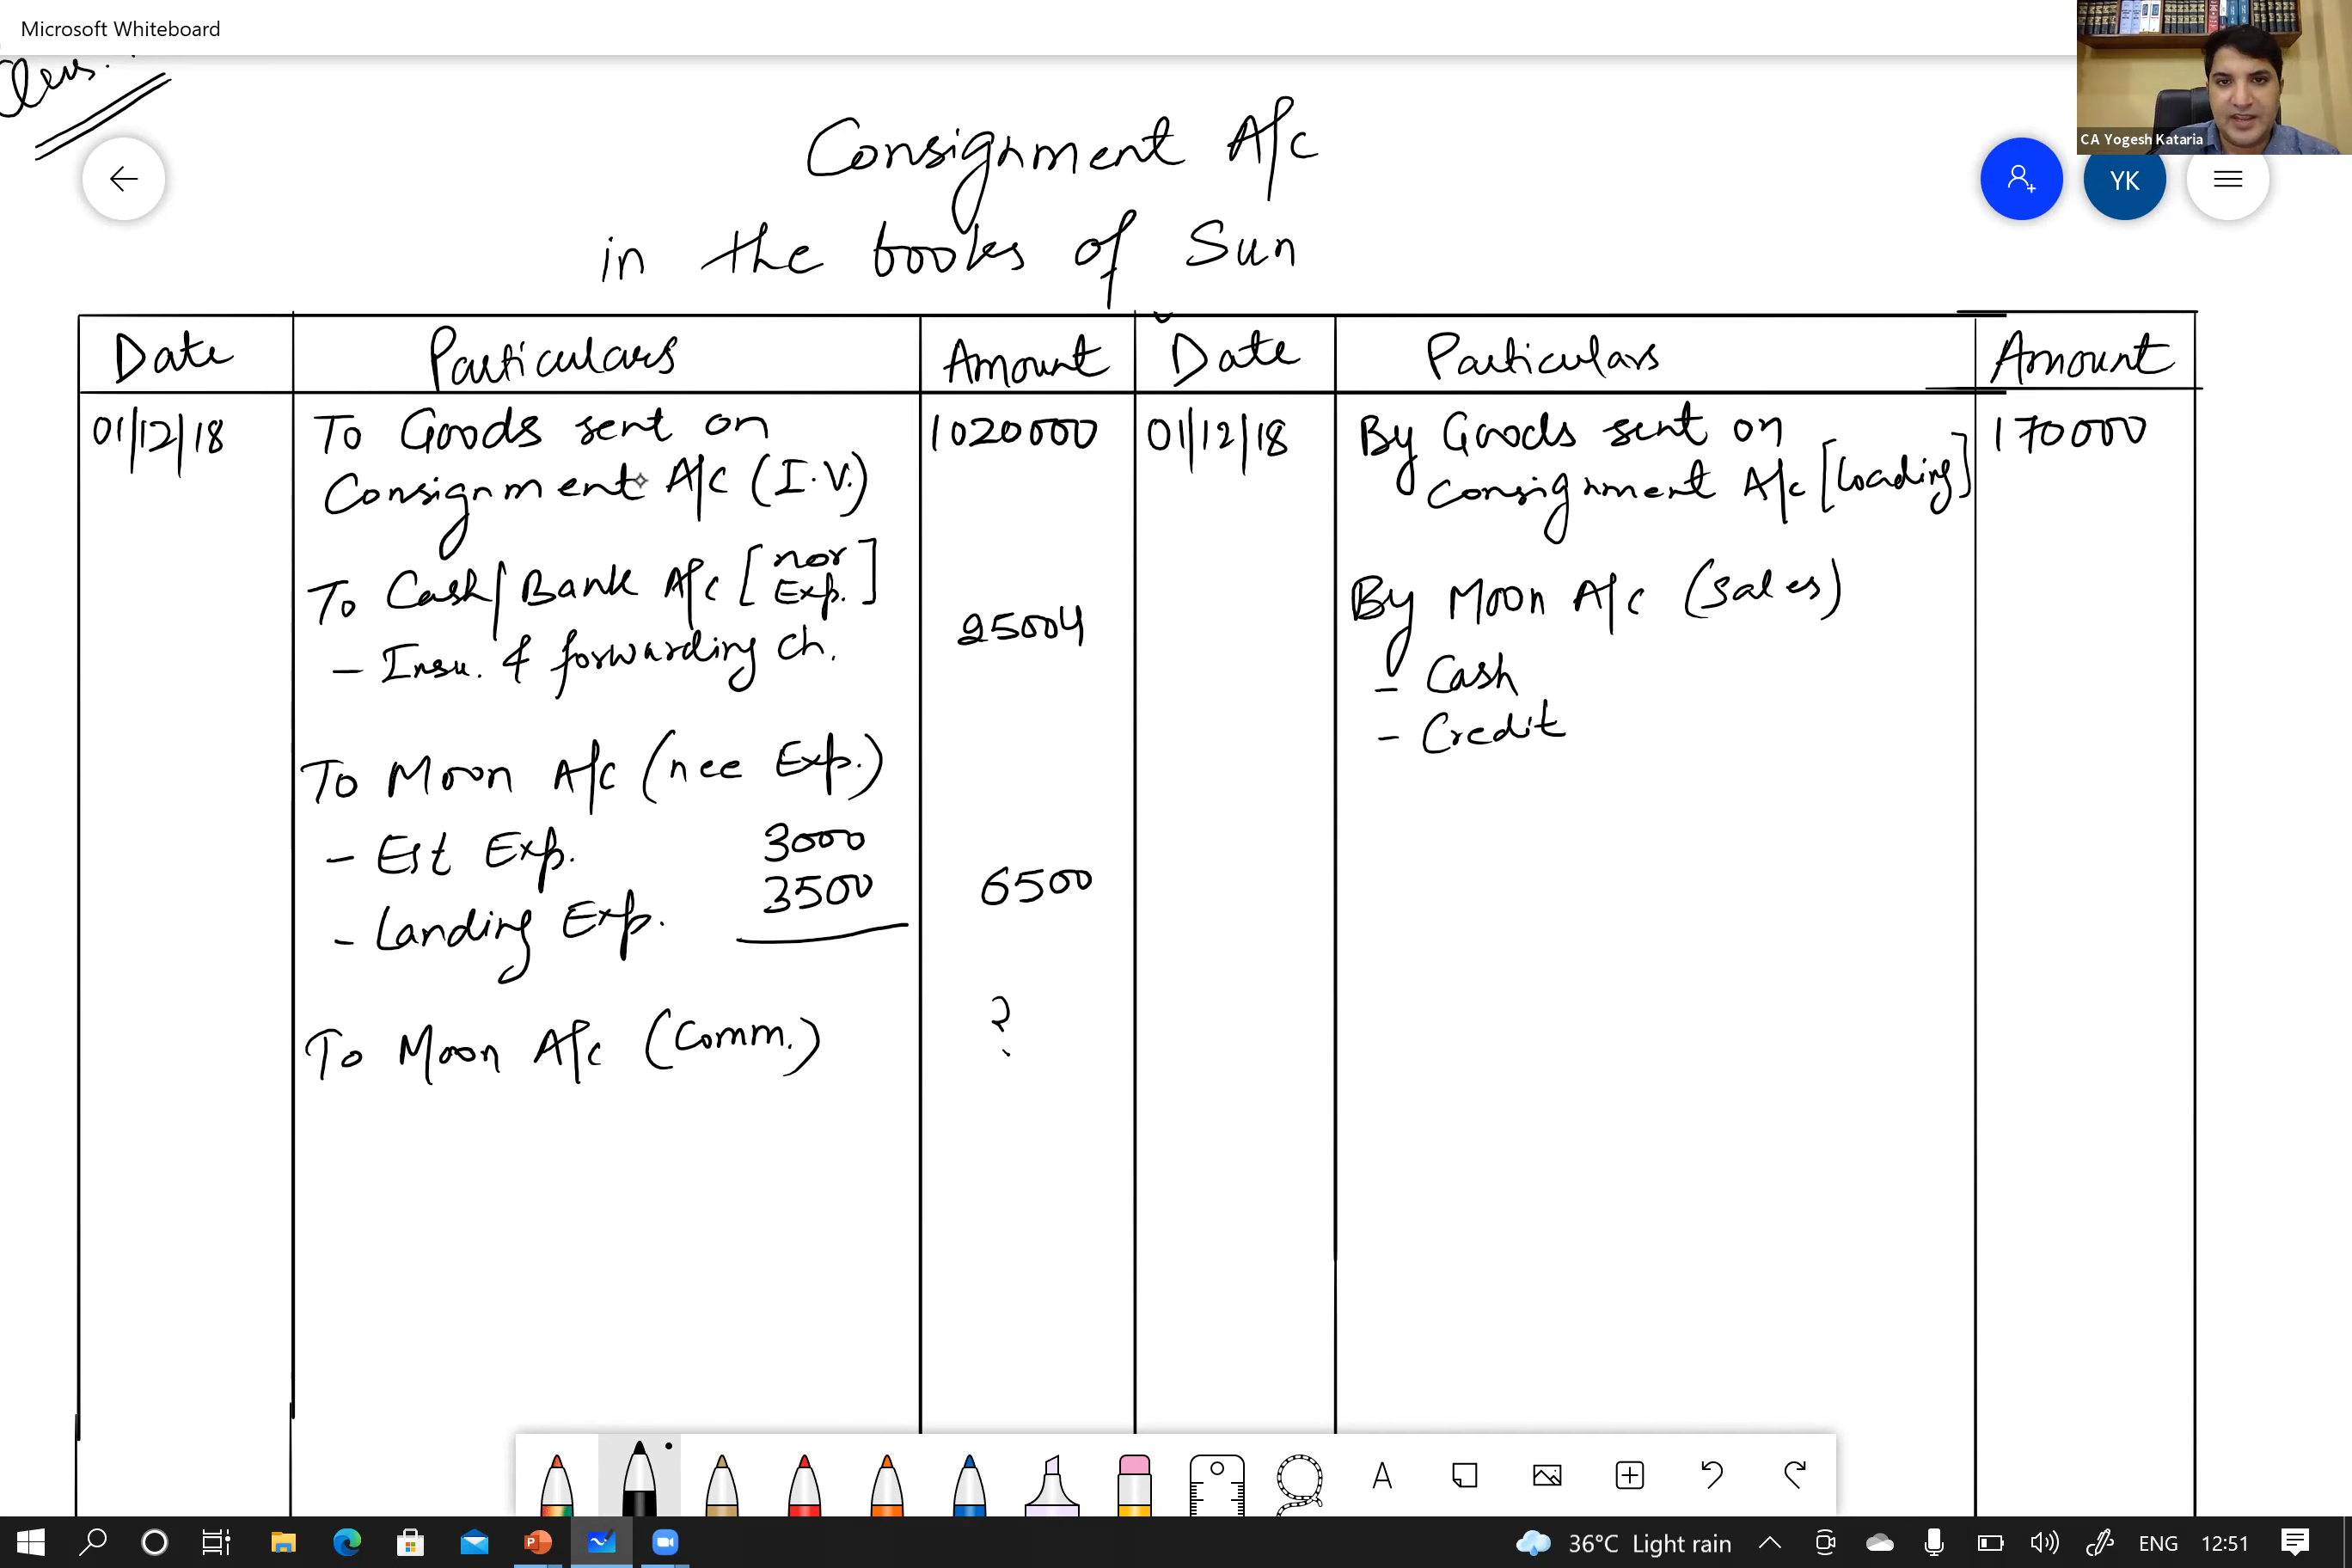 Microsoft Whiteboard
CA Yogesh Kataria
YK
Consignment A/c
in the books of Sun
Date Particulars Amount Date Particulars Amount
01/12/18 To Goods sent on 1020000 01/12/18 By Goods sent on 170000
Consignment A/c (I.V.) Consignment A/c [Loading]
To Cash/Bank A/c [nor Exp.] By Moon A/c (Sales)
- Insu. & forwarding ch. 25004 - Cash
- Credit
To Moon A/c (nee Exp.)
- Est Exp. 3000
- Landing Exp. 3500 6500
To Moon A/c (Comm.) ?
36°C Light rain ENG 12:51